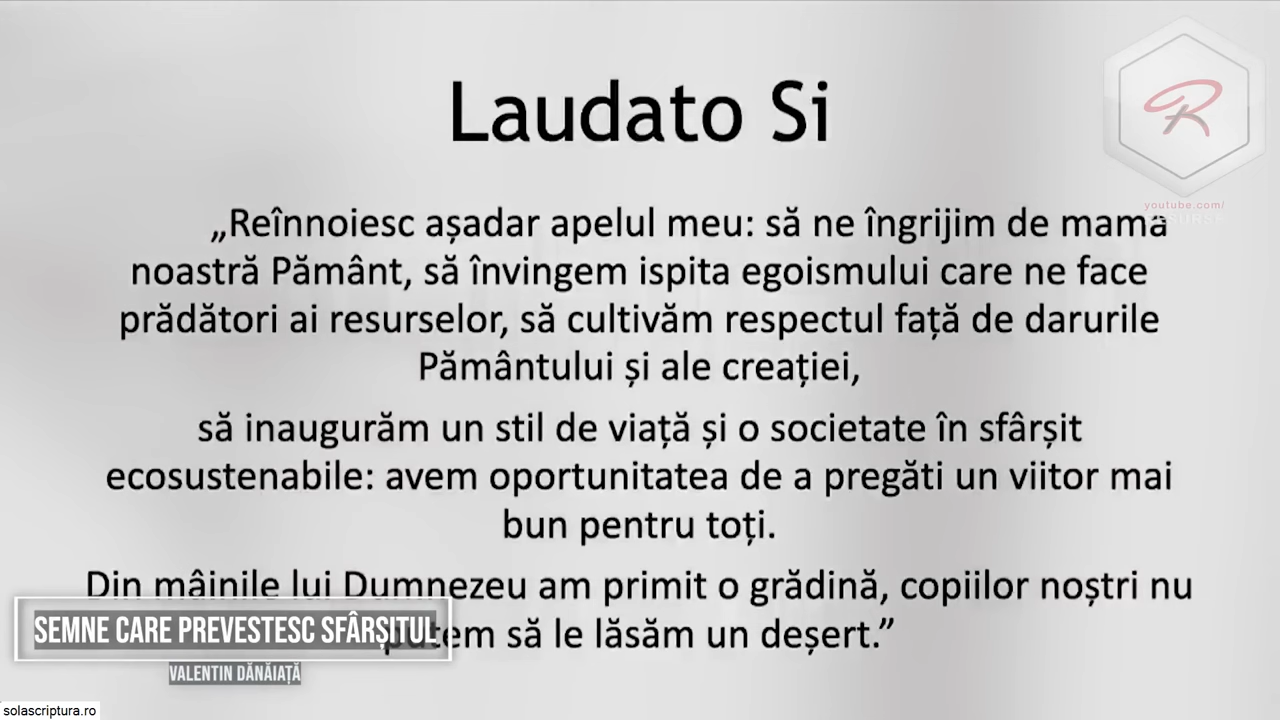 Laudato Si
R
youtube.com/
„Reînnoiesc așadar apelul meu: să ne îngrijim de mama
noastră Pământ, să învingem ispita egoismului care ne face
prădători ai resurselor, să cultivăm respectul față de darurile
Pământului și ale creației,
să inaugurăm un stil de viață și o societate în sfârșit
ecosustenabile: avem oportunitatea de a pregăti un viitor mai
bun pentru toți.
Din mâinile lui Dumnezeu am primit o grădină, copiilor noștri nu
putem să le lăsăm un deșert.”
SEMNE CARE PREVESTESC SFÂRȘITUL
VALENTIN DĂNĂIAȚĂ
solascriptura.ro